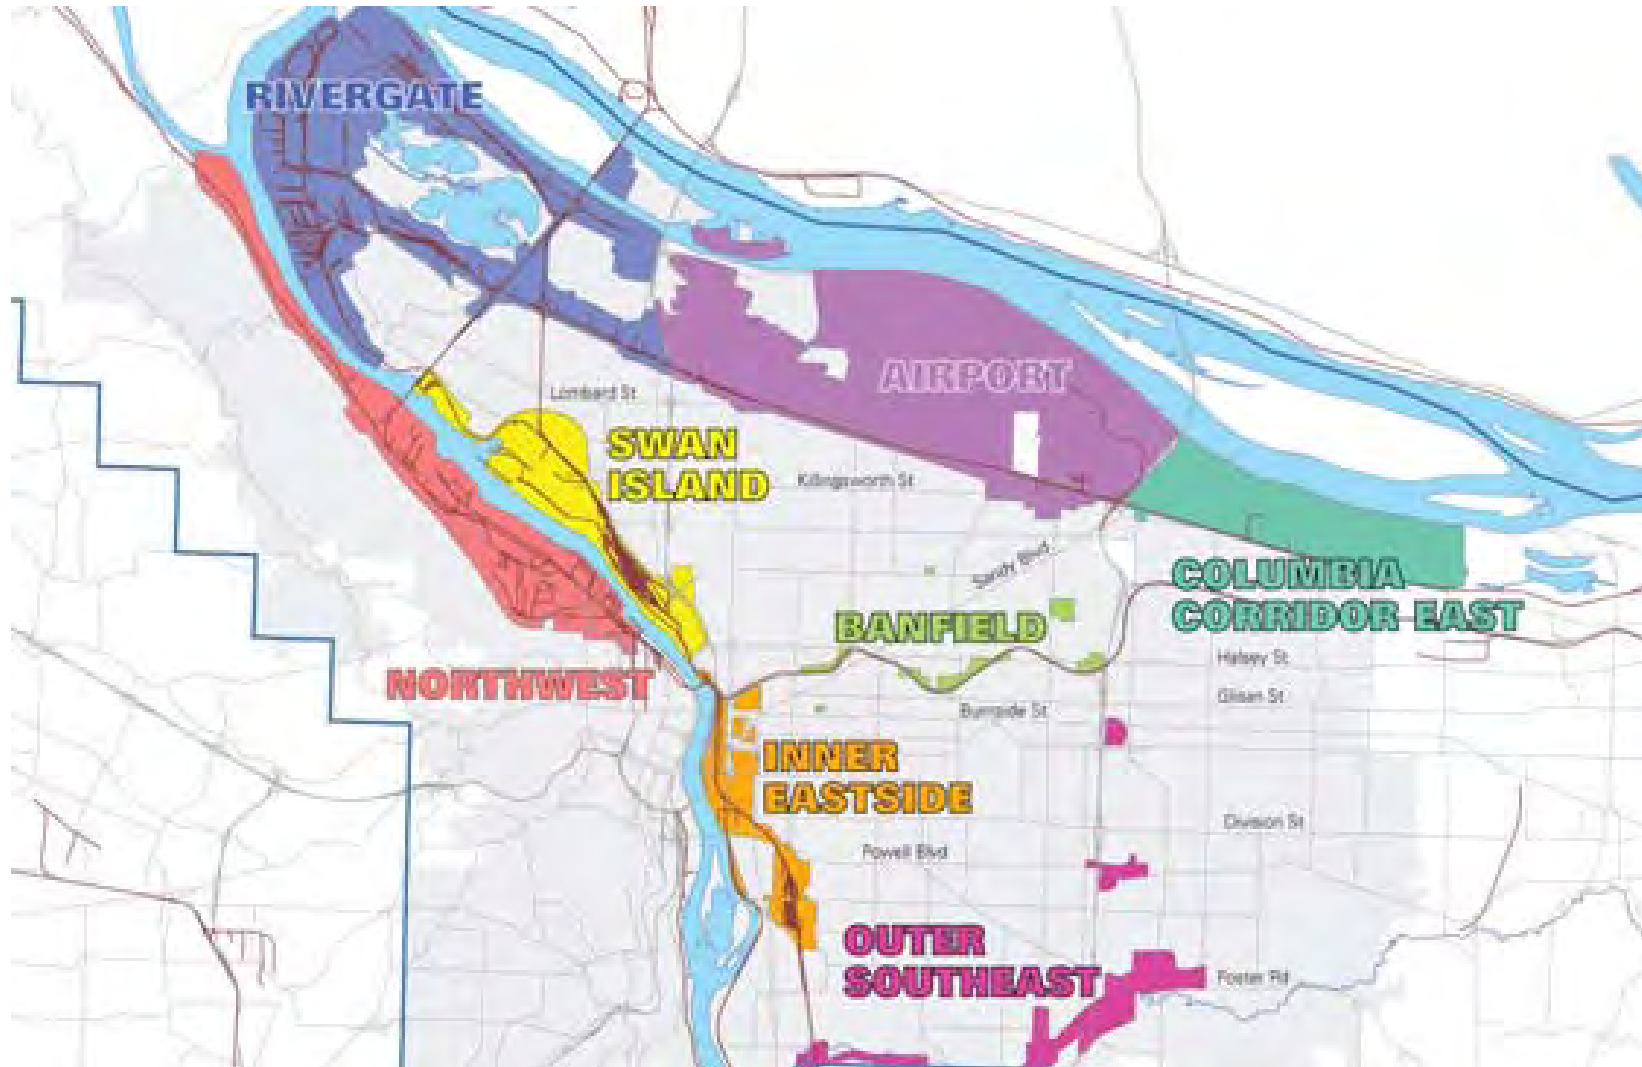 RIVERGATE
AIRPORT
Lombard St
SWAN
ISLAND
Killingsworth St
Sandy Blvd
COLUMBIA
CORRIDOR EAST
BANFIELD
Halsey St
NORTHWEST
Glisan St
Burnside St
INNER
EASTSIDE
Division St
Powell Blvd
OUTER
SOUTHEAST
Foster Rd